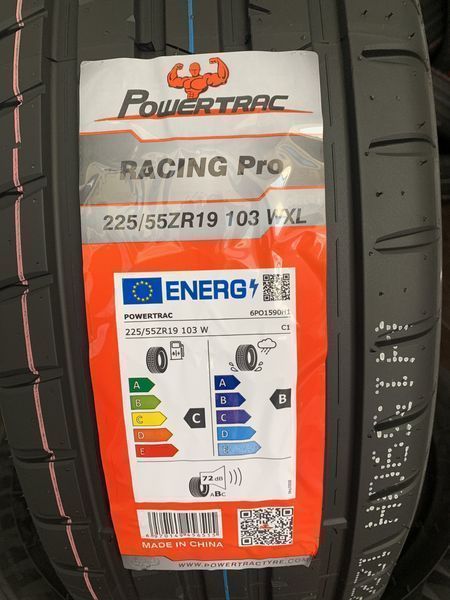 POWERTRAC
RACING Pro
225/55ZR19 103 WXL
ENERG
POWERTRAC 6PO1590H1
225/55ZR19 103 W C1
A A
B B B
C C C
D D
E E
72 dB
ABC
MADE IN CHINA
WWW.POWERTRACTYRE.COM